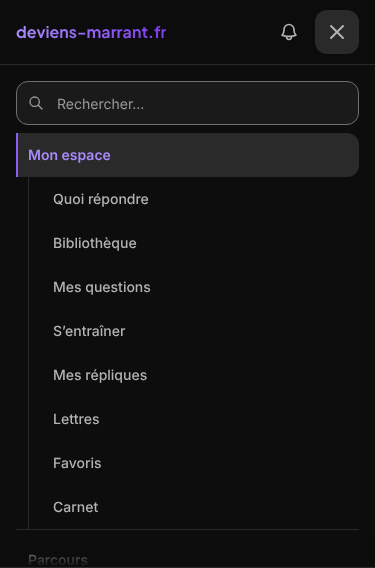 deviens-marrant.fr
Rechercher...
Mon espace
Quoi répondre
Bibliothèque
Mes questions
S’entraîner
Mes répliques
Lettres
Favoris
Carnet
Parcours